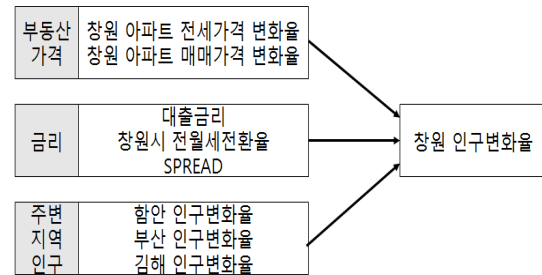 부동산
가격
창원 아파트 전세가격 변화율
창원 아파트 매매가격 변화율
금리
대출금리
창원시 전월세전환율
SPREAD
주변
지역
인구
함안 인구변화율
부산 인구변화율
김해 인구변화율
창원 인구변화율